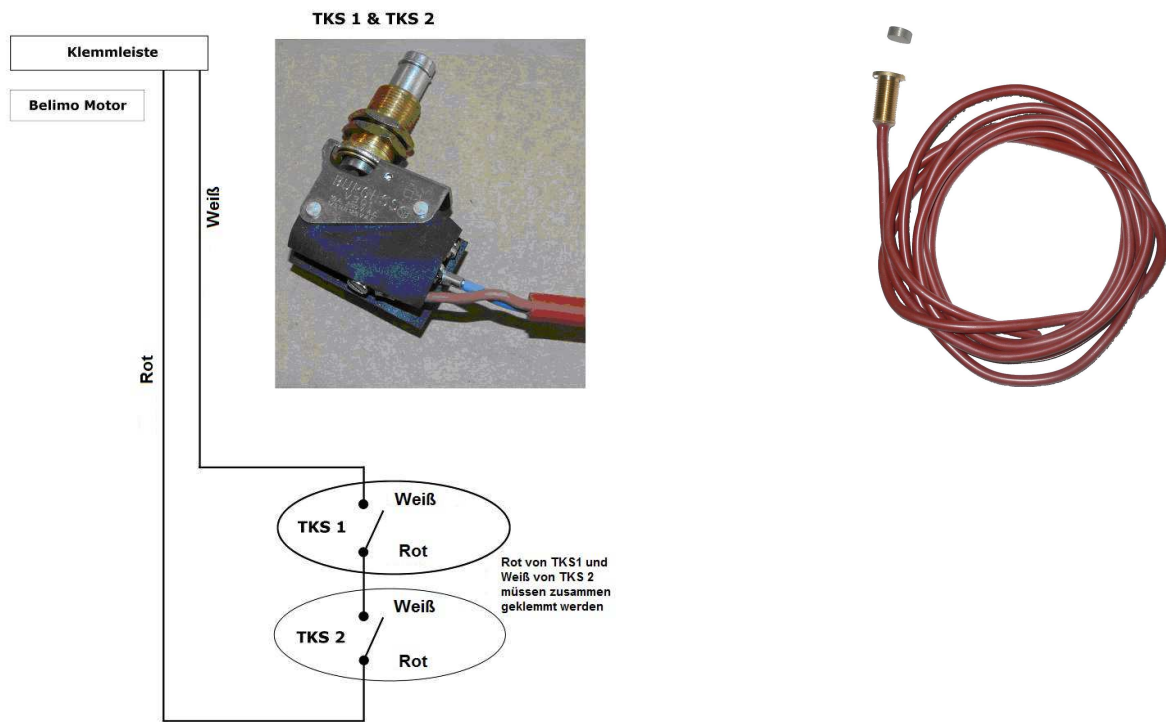 TKS 1 & TKS 2
Klemmleiste
Belimo Motor
Weiß
Rot
Weiß
TKS 1
Rot
Rot von TKS1 und
Weiß von TKS 2
müssen zusammen
geklemmt werden
Weiß
TKS 2
Rot